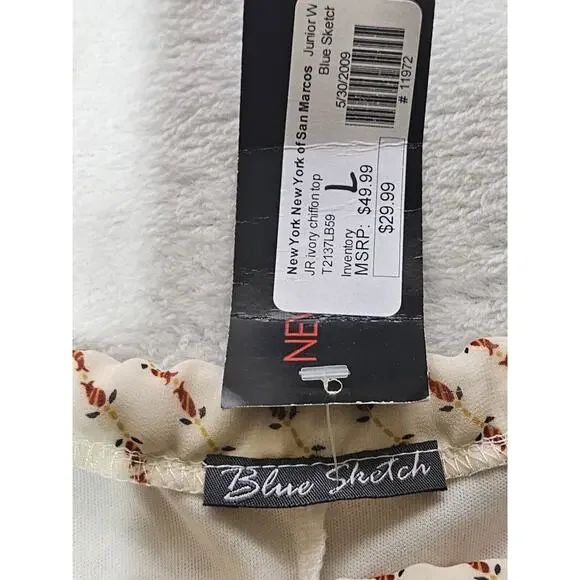 New York New York of San Marcos Junior W
JR ivory chiffon top Blue Sketch
T2137LB59
Inventory L 5/30/2009
MSRP: $49.99
$29.99 # 11972
NEW
Blue Sketch